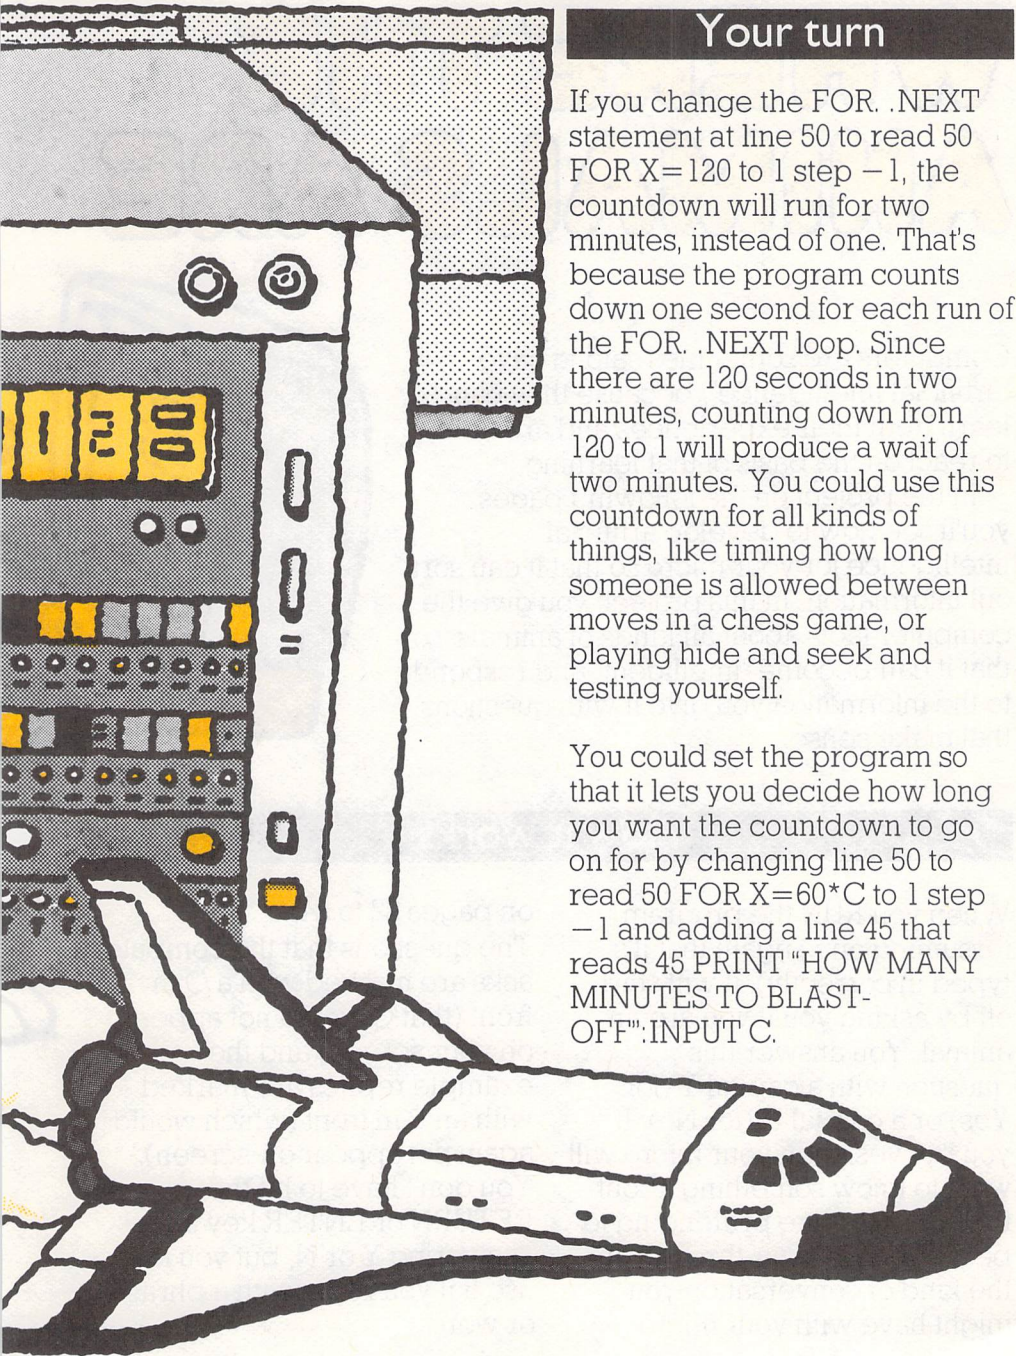 Your turn
If you change the FOR. .NEXT
statement at line 50 to read 50
FOR X=120 to 1 step −1, the
countdown will run for two
minutes, instead of one. That's
because the program counts
down one second for each run of
the FOR. .NEXT loop. Since
there are 120 seconds in two
minutes, counting down from
120 to 1 will produce a wait of
two minutes. You could use this
countdown for all kinds of
things, like timing how long
someone is allowed between
moves in a chess game, or
playing hide and seek and
testing yourself.
You could set the program so
that it lets you decide how long
you want the countdown to go
on for by changing line 50 to
read 50 FOR X=60*C to 1 step
−1 and adding a line 45 that
reads 45 PRINT “HOW MANY
MINUTES TO BLAST-
OFF”:INPUT C.